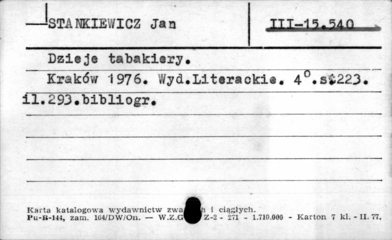 STANKIEWICZ Jan III-15.540
Dzieje tabakiery.
Kraków 1976. Wyd.Literackie. 4°.s.223.
il.293.bibliogr.
Karta katalogowa wydawnictw i ciągłych.
Pu-B-144, zam. 164/DW/On. — W.Z.G Z-2 - 271 - 1.710.000 - Karton 7 kl. - II. 77.